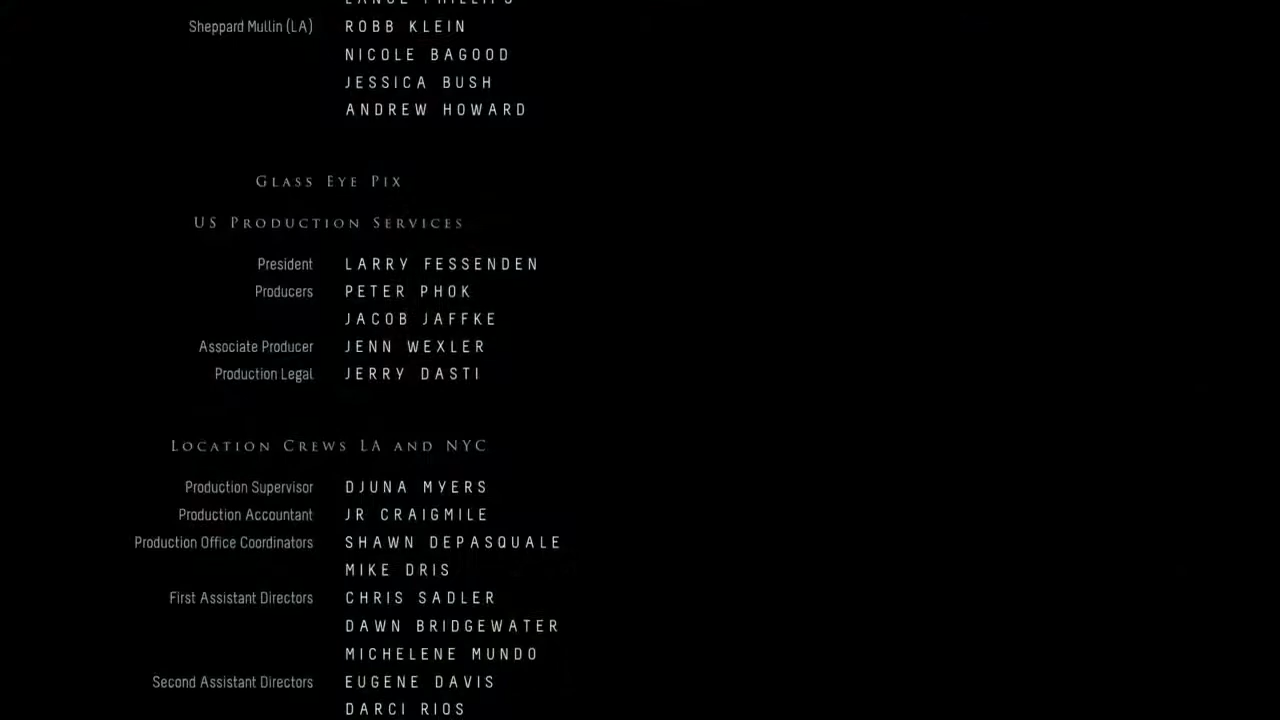 Sheppard Mullin (LA) ROBB KLEIN
NICOLE BAGOOD
JESSICA BUSH
ANDREW HOWARD
GLASS EYE PIX
US PRODUCTION SERVICES
President LARRY FESSENDEN
Producers PETER PHOK
JACOB JAFFKE
Associate Producer JENN WEXLER
Production Legal JERRY DASTI
LOCATION CREWS LA AND NYC
Production Supervisor DJUNA MYERS
Production Accountant JR CRAIGMILE
Production Office Coordinators SHAWN DEPASQUALE
MIKE DRIS
First Assistant Directors CHRIS SADLER
DAWN BRIDGEWATER
MICHELENE MUNDO
Second Assistant Directors EUGENE DAVIS
DARCI RIOS